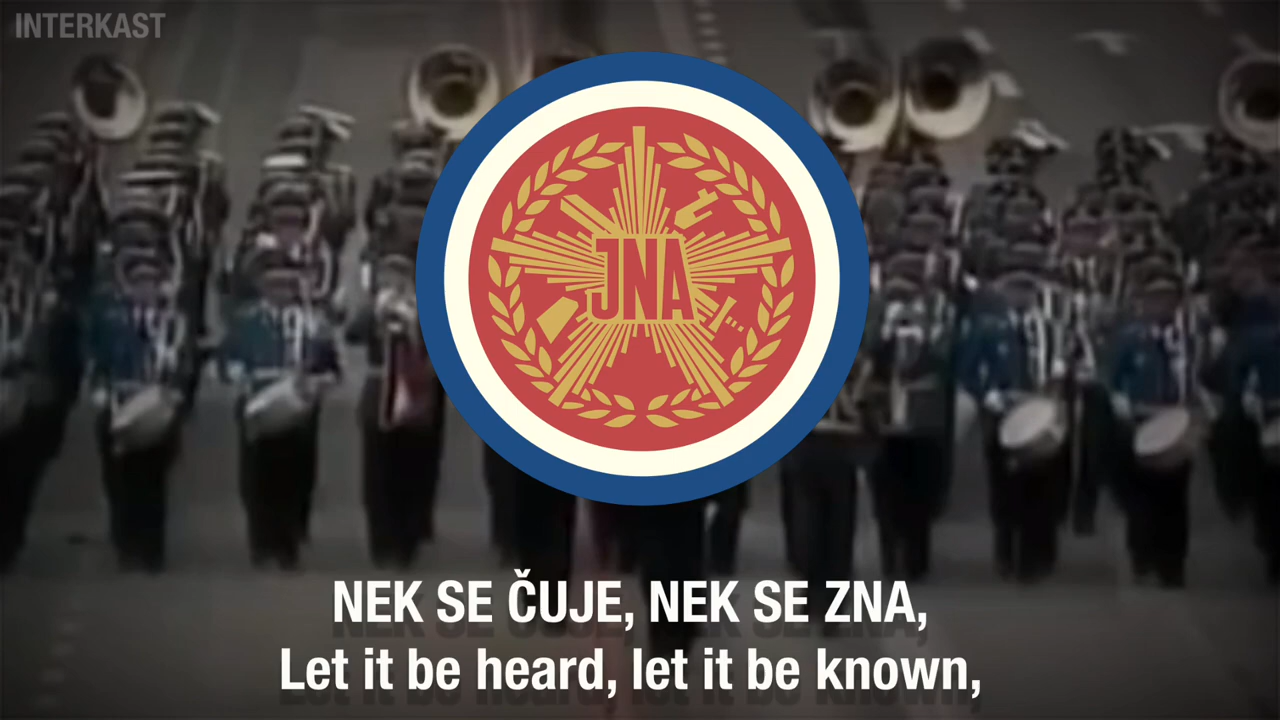 INTERKAST
JNA
NEK SE ČUJE, NEK SE ZNA,
Let it be heard, let it be known,